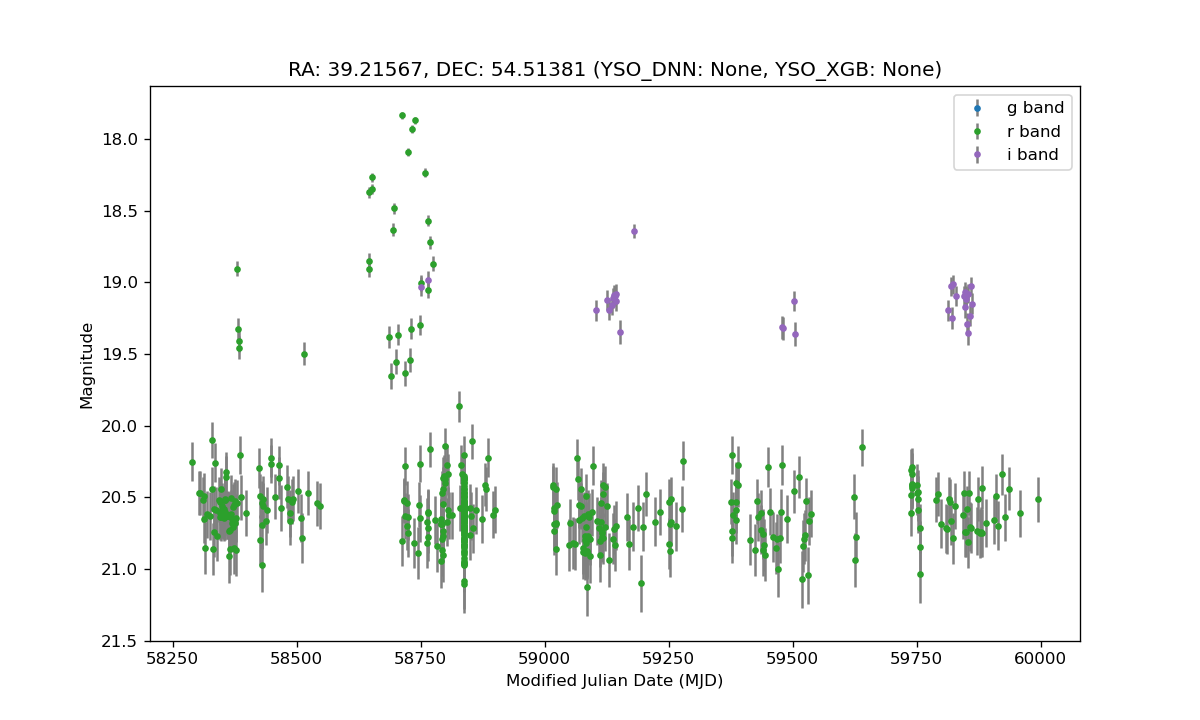 RA: 39.21567, DEC: 54.51381 (YSO_DNN: None, YSO_XGB: None)
g band
r band
i band
18.0
18.5
19.0
19.5
20.0
20.5
21.0
21.5
Magnitude
58250 58500 58750 59000 59250 59500 59750 60000
Modified Julian Date (MJD)